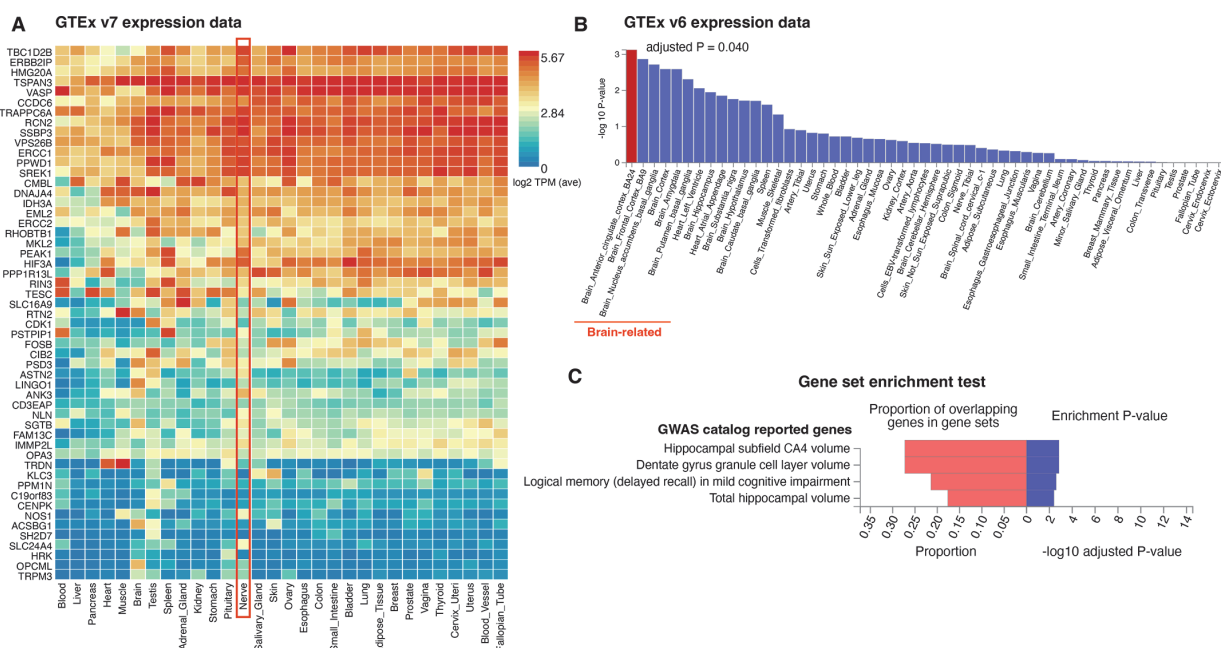 A GTEx v7 expression data
TBC1D2B
ERBB2IP
HMG20A
TSPAN3
VASP
CCDC6
TRAPPC6A
RCN2
SSBP3
VPS26B
ERCC1
PPWD1
SREK1
CMBL
DNAJA4
IDH3A
EML2
ERCC2
RHOBTB1
MKL2
PEAK1
HIF3A
PPP1R13L
RIN3
TESC
SLC16A9
RTN2
CDK1
PSTPIP1
FOSB
CIB2
PSD3
ASTN2
LINGO1
ANK3
CD3EAP
NLN
SGTB
FAM13C
IMMP2L
OPA3
TRDN
KLC3
PPM1N
C19orf83
CENPK
NOS1
ACSBG1
SH2D7
SLC24A4
HRK
OPCML
TRPM3
Blood
Liver
Pancreas
Heart
Muscle
Brain
Testis
Spleen
Adrenal_Gland
Kidney
Stomach
Pituitary
Nerve
Salivary_Gland
Skin
Ovary
Esophagus
Colon
Small_Intestine
Bladder
Lung
Adipose_Tissue
Breast
Prostate
Vagina
Thyroid
Cervix_Uteri
Uterus
Blood_Vessel
Fallopian_Tube
5.67
2.84
0
log2 TPM (ave)
B GTEx v6 expression data
adjusted P = 0.040
-log 10 P-value
3
2
1
0
Brain_Anterior_cingulate_cortex_BA24
Brain_Frontal_Cortex_BA9
Brain_Nucleus_accumbens_basal_ganglia
Brain_Cortex
Brain_Amygdala
Brain_Putamen_basal_ganglia
Heart_Left_Ventricle
Brain_Hippocampus
Heart_Atrial_Appendage
Brain_Substantia_nigra
Brain_Hypothalamus
Brain_Caudate_basal_ganglia
Spleen
Muscle_Skeletal
Cells_Transformed_fibroblasts
Artery_Tibial
Uterus
Stomach
Whole_Blood
Bladder
Skin_Sun_Exposed_Lower_leg
Adrenal_Gland
Esophagus_Mucosa
Ovary
Kidney_Cortex
Artery_Aorta
Cells_EBV-transformed_lymphocytes
Brain_Cerebellar_Hemisphere
Skin_Not_Sun_Exposed_Suprapubic
Colon_Sigmoid
Nerve_Tibial
Brain_Spinal_cord_cervical_c-1
Adipose_Subcutaneous
Lung
Esophagus_Gastroesophageal_Junction
Esophagus_Muscularis
Vagina
Brain_Cerebellum
Small_Intestine_Terminal_Ileum
Artery_Coronary
Minor_Salivary_Gland
Thyroid
Pancreas
Breast_Mammary_Tissue
Adipose_Visceral_Omentum
Liver
Colon_Transverse
Pituitary
Testis
Prostate
Fallopian_Tube
Cervix_Endocervix
Cervix_Ectocervix
Brain-related
C
Gene set enrichment test
Proportion of overlapping
genes in gene sets
Enrichment P-value
GWAS catalog reported genes
Hippocampal subfield CA4 volume
Dentate gyrus granule cell layer volume
Logical memory (delayed recall) in mild cognitive impairment
Total hippocampal volume
0.35 0.30 0.25 0.20 0.15 0.10 0.05 0 2 4 6 8 10 12 14
Proportion
-log10 adjusted P-value